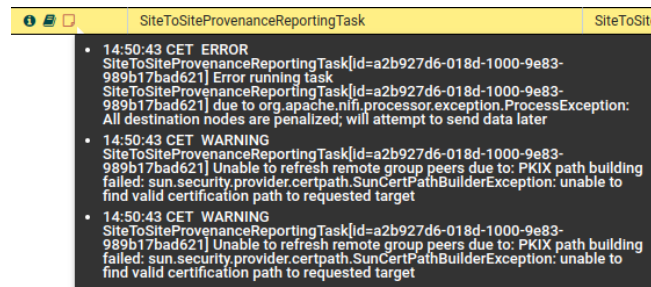 SiteToSiteProvenanceReportingTask SiteToSit
14:50:43 CET ERROR
SiteToSiteProvenanceReportingTask[id=a2b927d6-018d-1000-9e83-
989b17bad621] Error running task
SiteToSiteProvenanceReportingTask[id=a2b927d6-018d-1000-9e83-
989b17bad621] due to org.apache.nifi.processor.exception.ProcessException:
All destination nodes are penalized; will attempt to send data later
14:50:43 CET WARNING
SiteToSiteProvenanceReportingTask[id=a2b927d6-018d-1000-9e83-
989b17bad621] Unable to refresh remote group peers due to: PKIX path building
failed: sun.security.provider.certpath.SunCertPathBuilderException: unable to
find valid certification path to requested target
14:50:43 CET WARNING
SiteToSiteProvenanceReportingTask[id=a2b927d6-018d-1000-9e83-
989b17bad621] Unable to refresh remote group peers due to: PKIX path building
failed: sun.security.provider.certpath.SunCertPathBuilderException: unable to
find valid certification path to requested target